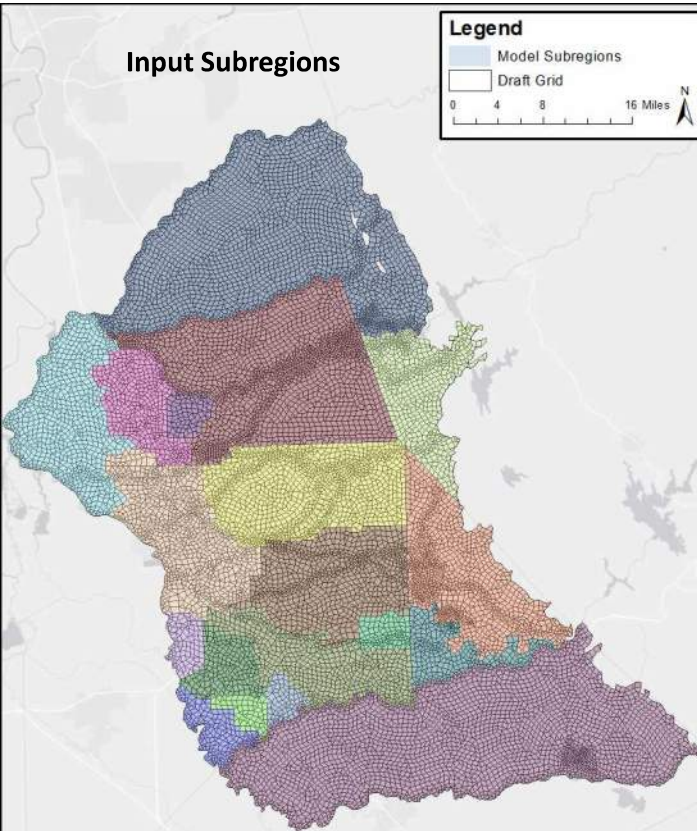 Input Subregions
Legend
Model Subregions
Draft Grid
0 4 8 16 Miles
N